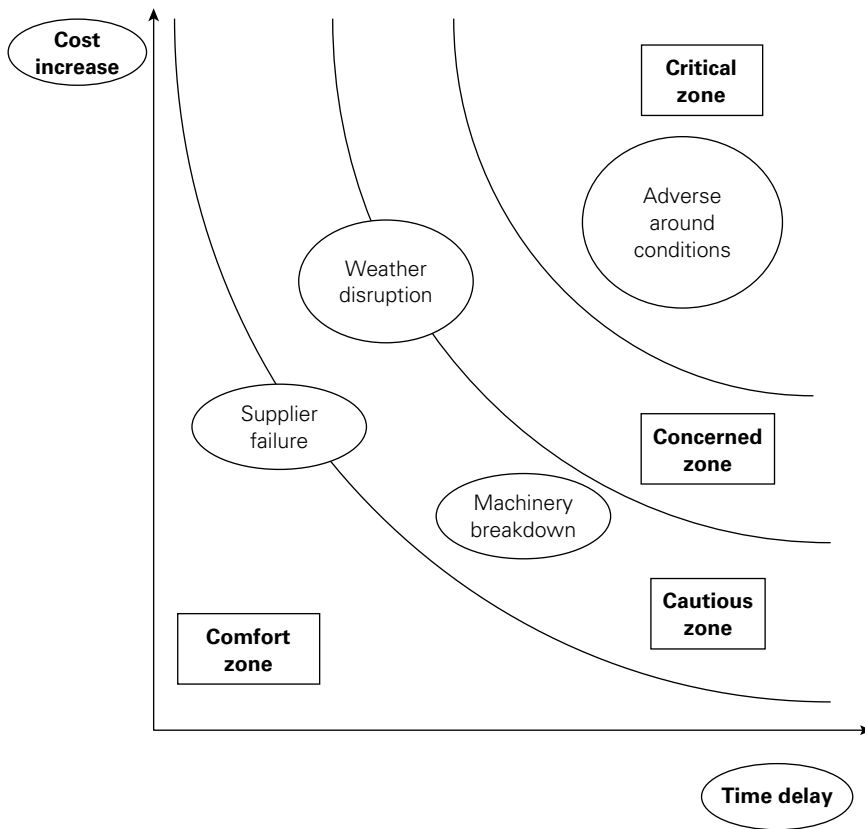 Cost
increase
Critical
zone
Adverse
around
conditions
Weather
disruption
Supplier
failure
Concerned
zone
Machinery
breakdown
Cautious
zone
Comfort
zone
Time delay